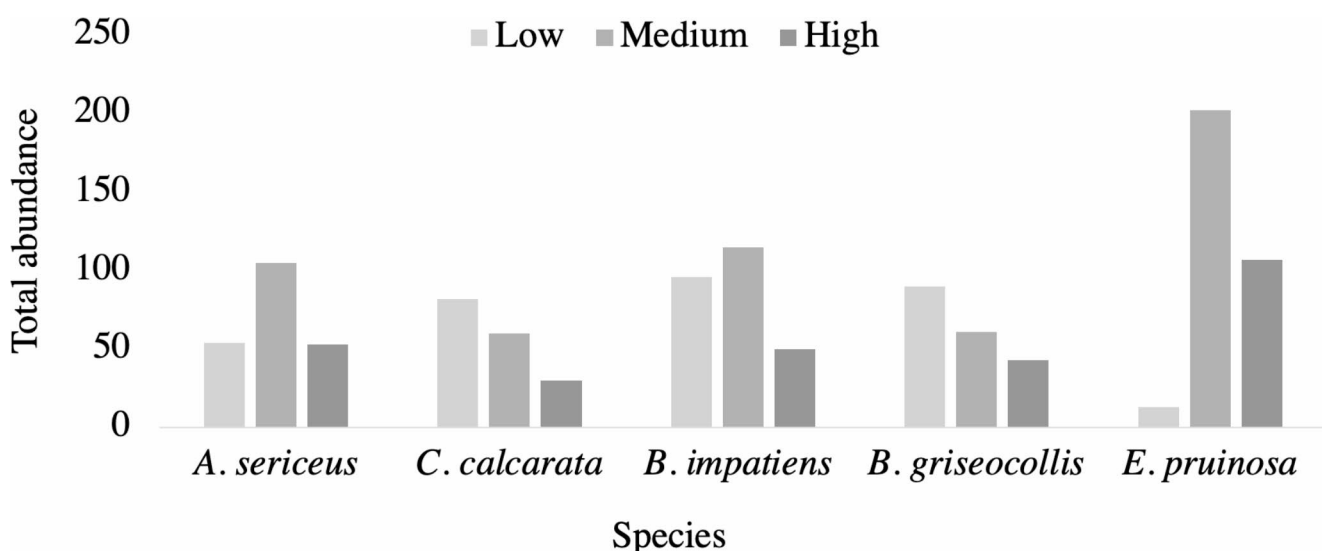 250
Low Medium High
200
150
100
50
0
Total abundance
A. sericeus C. calcarata B. impatiens B. griseocollis E. pruinosa
Species